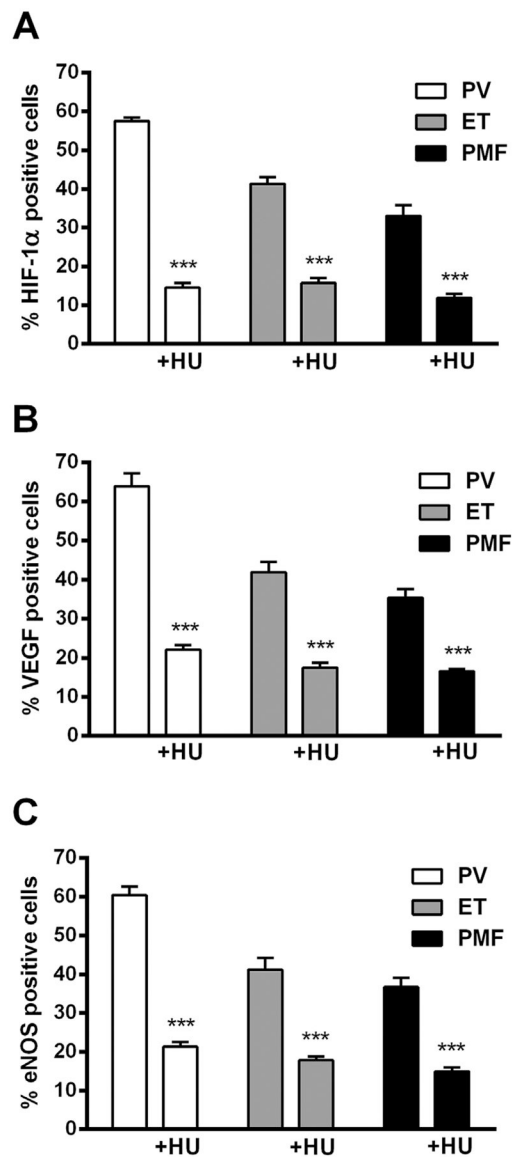 A
% HIF-1α positive cells
70
60
50
40
30
20
10
0
PV
ET
PMF
*** *** ***
+HU +HU +HU
B
% VEGF positive cells
70
60
50
40
30
20
10
0
PV
ET
PMF
*** *** ***
+HU +HU +HU
C
% eNOS positive cells
70
60
50
40
30
20
10
0
PV
ET
PMF
*** *** ***
+HU +HU +HU